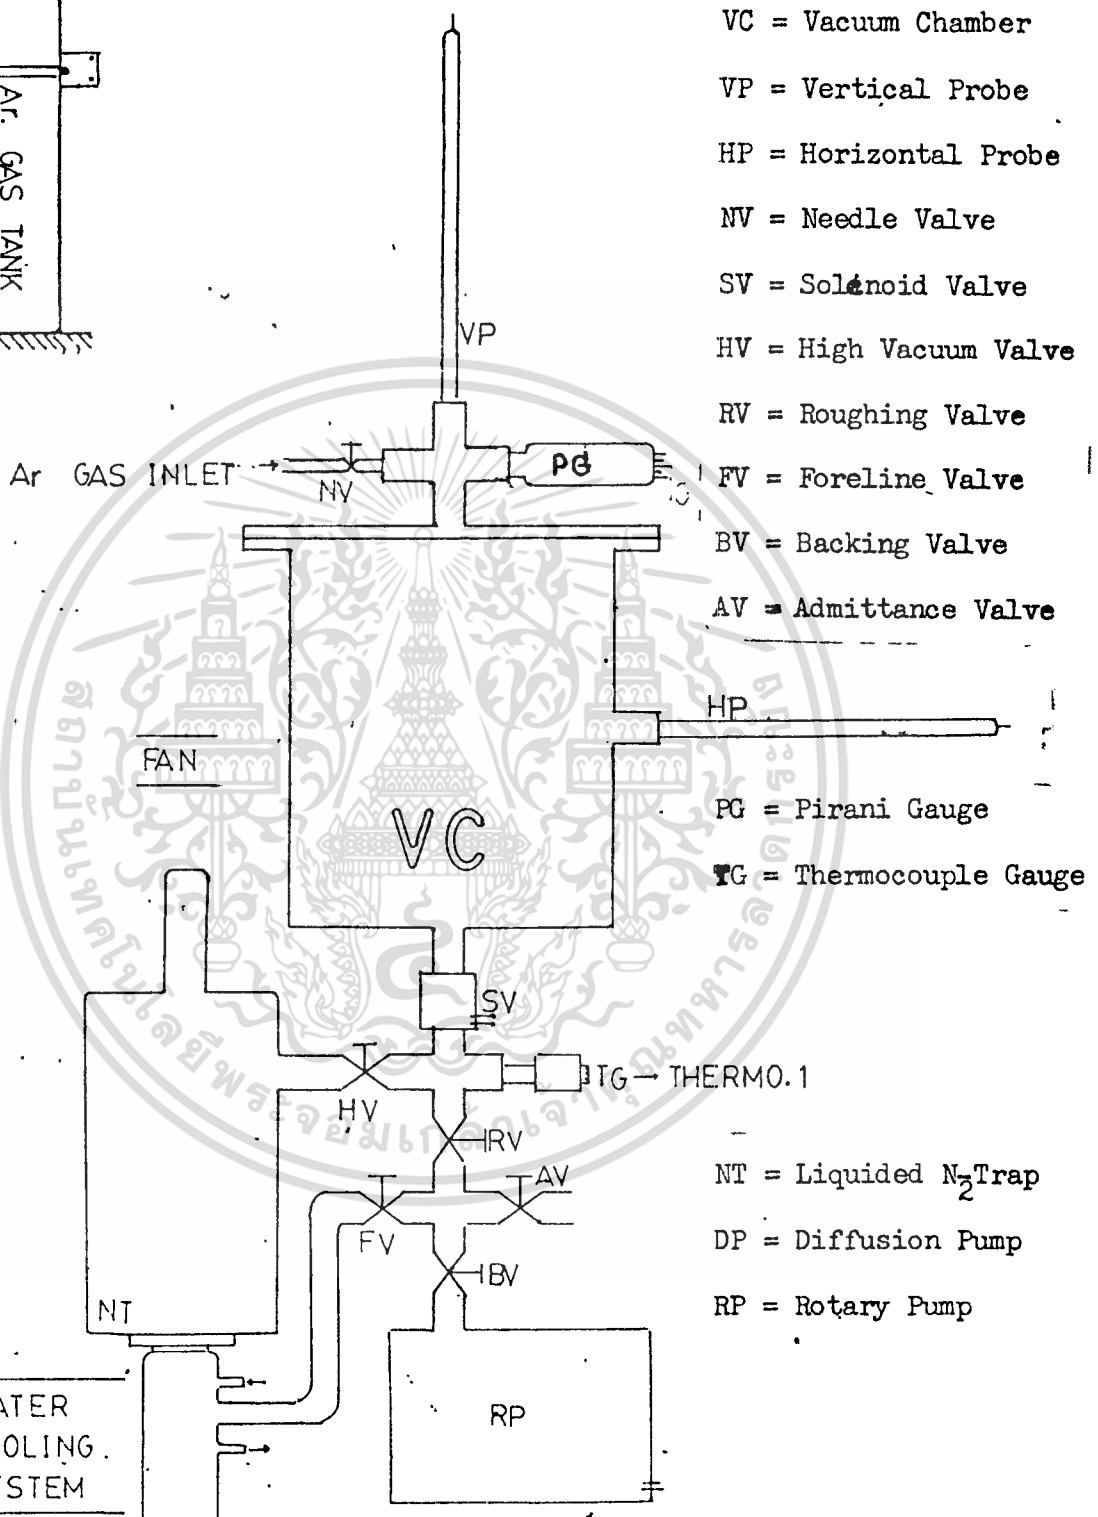 VC = Vacuum Chamber
VP = Vertical Probe
HP = Horizontal Probe
NV = Needle Valve
SV = Solenoid Valve
HV = High Vacuum Valve
RV = Roughing Valve
FV = Foreline Valve
BV = Backing Valve
AV = Admittance Valve
PG = Pirani Gauge
TG = Thermocouple Gauge
NT = Liquided N2 Trap
DP = Diffusion Pump
RP = Rotary Pump
Ar. GAS TANK
VP
Ar GAS INLET
NV
PG
HP
FAN
VC
SV
TG → THERMO.1
HV
RV
AV
FV
BV
NT
RP
ATER
OLING.
STEM